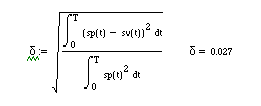 δ := √( ∫₀ᵀ (sp(t) − sv(t))² dt / ∫₀ᵀ sp(t)² dt )    δ = 0.027